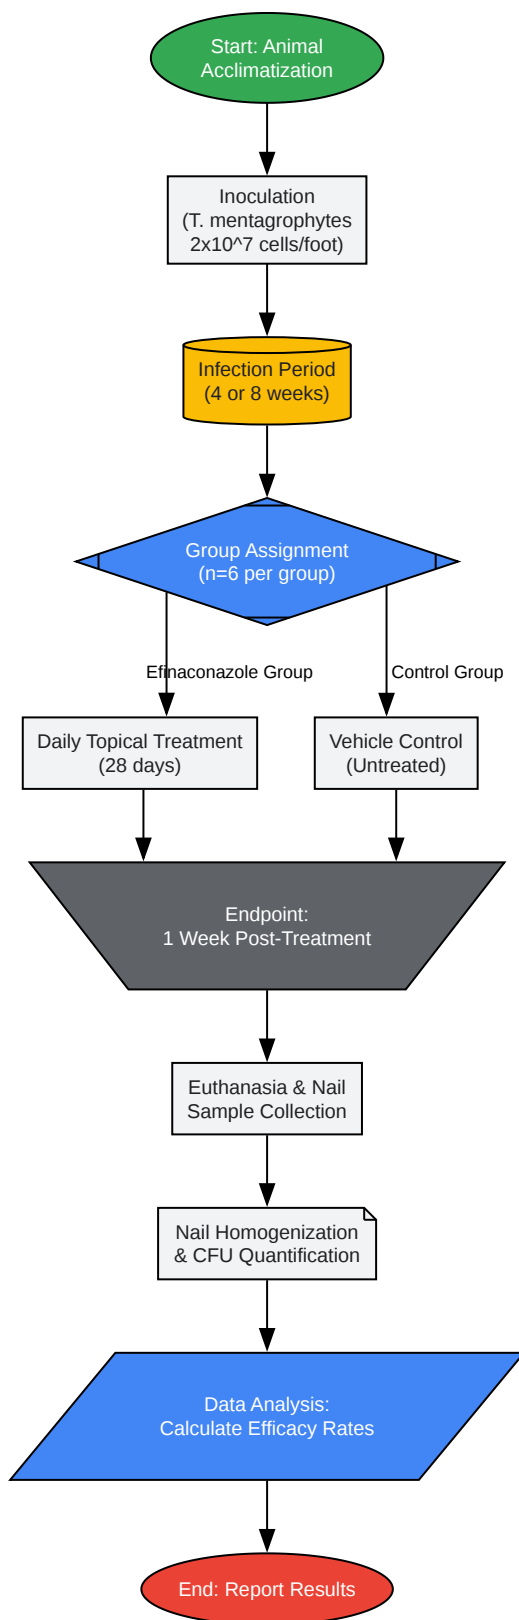 Start: Animal
Acclimatization
Inoculation
(T. mentagrophytes
2x10^7 cells/foot)
Infection Period
(4 or 8 weeks)
Group Assignment
(n=6 per group)
Efinaconazole Group
Control Group
Daily Topical Treatment
(28 days)
Vehicle Control
(Untreated)
Endpoint:
1 Week Post-Treatment
Euthanasia & Nail
Sample Collection
Nail Homogenization
& CFU Quantification
Data Analysis:
Calculate Efficacy Rates
End: Report Results